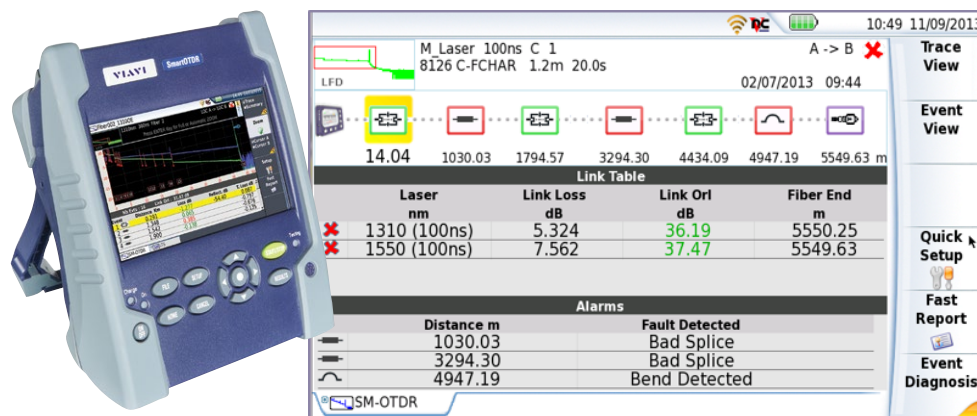 VIAVI
SmartOTDR
10:49 11/09/2013
M_Laser 100ns C 1
A -> B
8126 C-FCHAR 1.2m 20.0s
LFD
02/07/2013 09:44
14.04 1030.03 1794.57 3294.30 4434.09 4947.19 5549.63 m
Link Table
Laser Link Loss Link Orl Fiber End
nm dB dB m
1310 (100ns) 5.324 36.19 5550.25
1550 (100ns) 7.562 37.47 5549.63
Alarms
Distance m Fault Detected
1030.03 Bad Splice
3294.30 Bad Splice
4947.19 Bend Detected
SM-OTDR
Trace
View
Event
View
Quick
Setup
Fast
Report
Event
Diagnosis